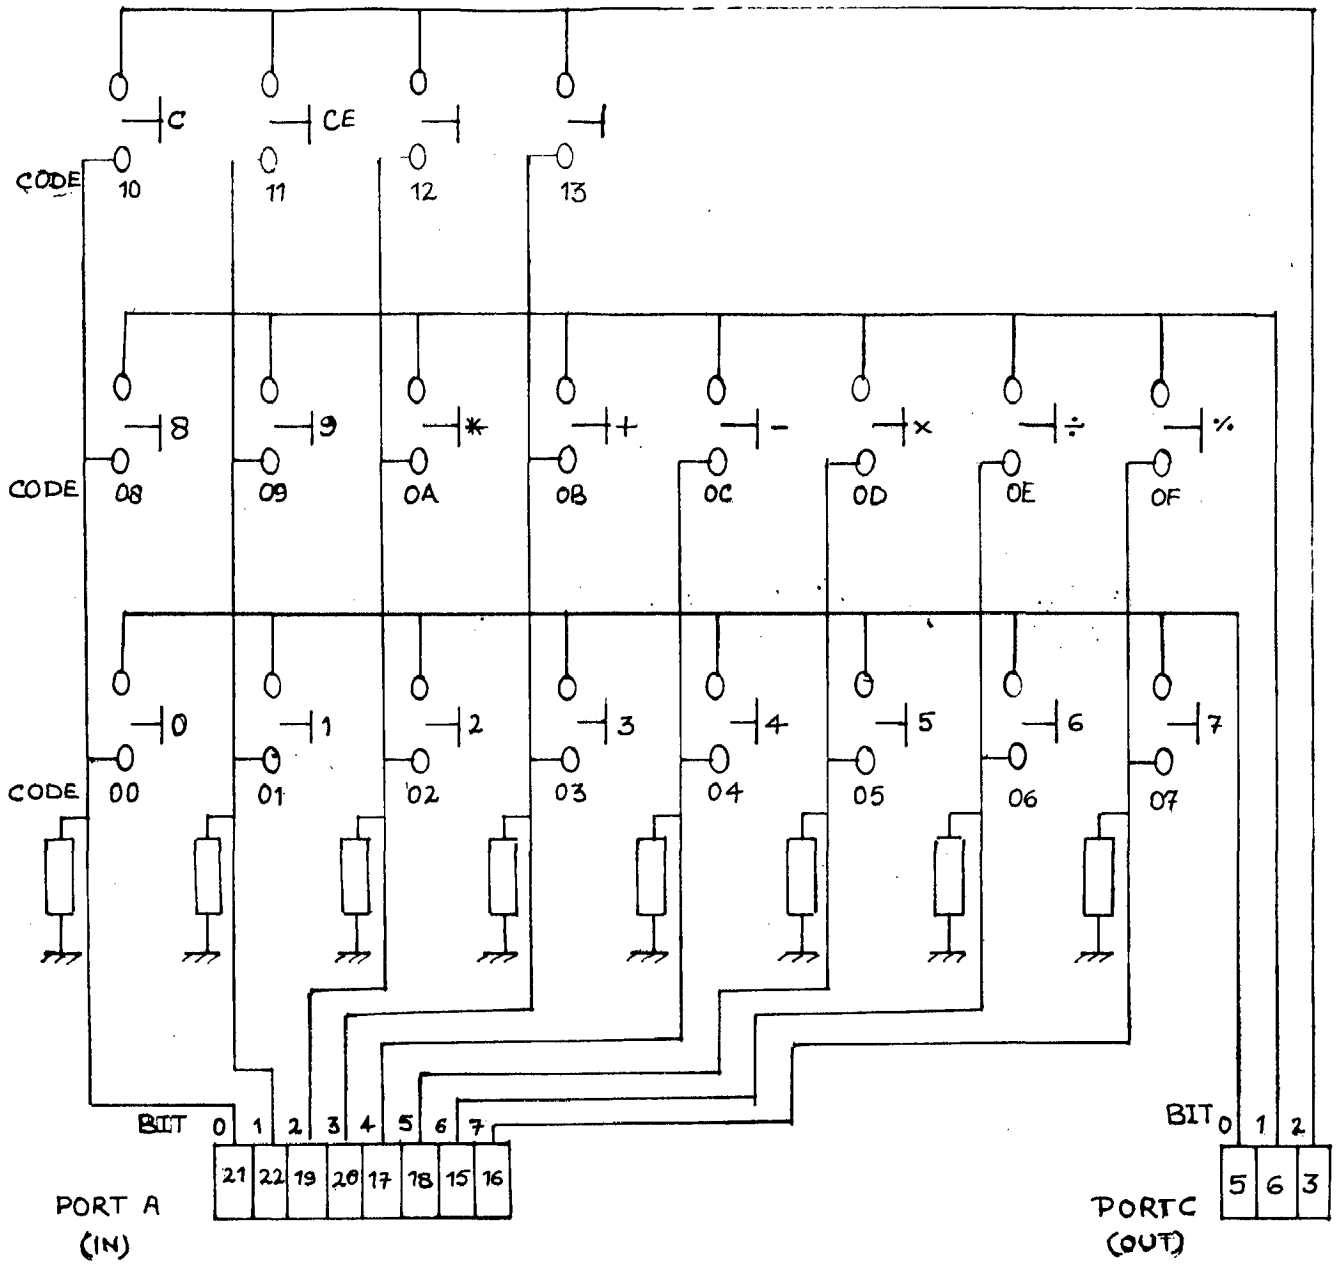 C CE
CODE 10 11 12 13
8 9 * + - × ÷ %
CODE 08 09 0A 0B 0C 0D 0E 0F
0 1 2 3 4 5 6 7
CODE 00 01 02 03 04 05 06 07
BIT 0 1 2 3 4 5 6 7
21 22 19 20 17 18 15 16
PORT A
(IN)
BIT 0 1 2
5 6 3
PORT C
(OUT)